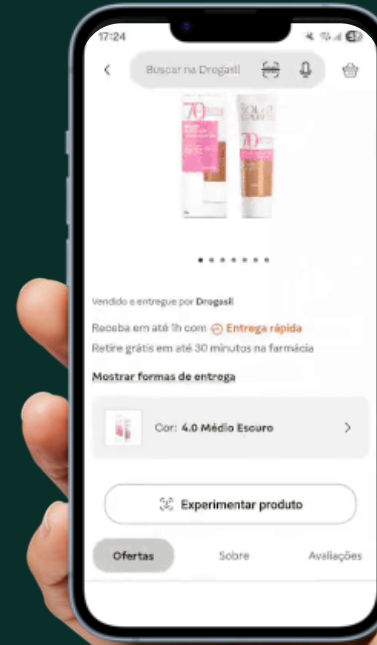 17:24
Buscar na Drogasil
70
70
Vendido e entregue por Drogasil
Receba em até 1h com Entrega rápida
Retire grátis em até 30 minutos na farmácia
Mostrar formas de entrega
Cor: 4.0 Médio Escuro
Experimentar produto
Ofertas
Sobre
Avaliações